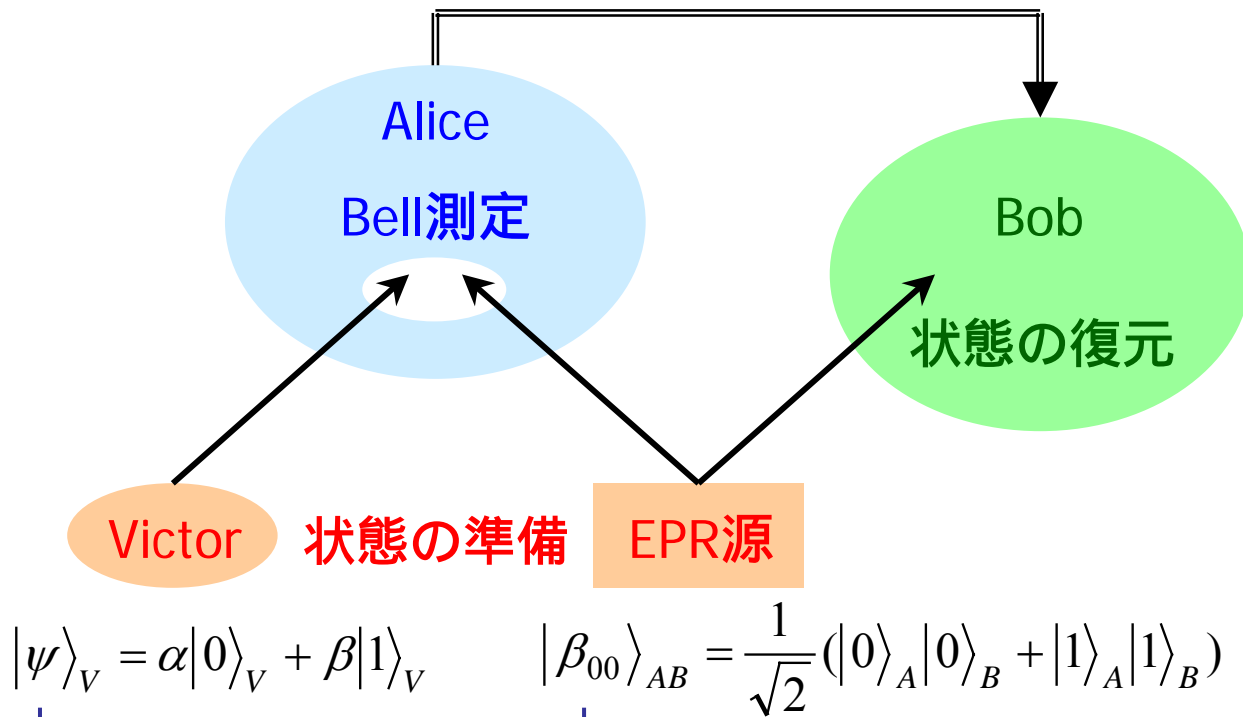 Alice
Bell測定
Bob
状態の復元
Victor 状態の準備 EPR源
|ψ⟩_V = α|0⟩_V + β|1⟩_V
|β₀₀⟩_AB = 1/√2 (|0⟩_A|0⟩_B + |1⟩_A|1⟩_B)